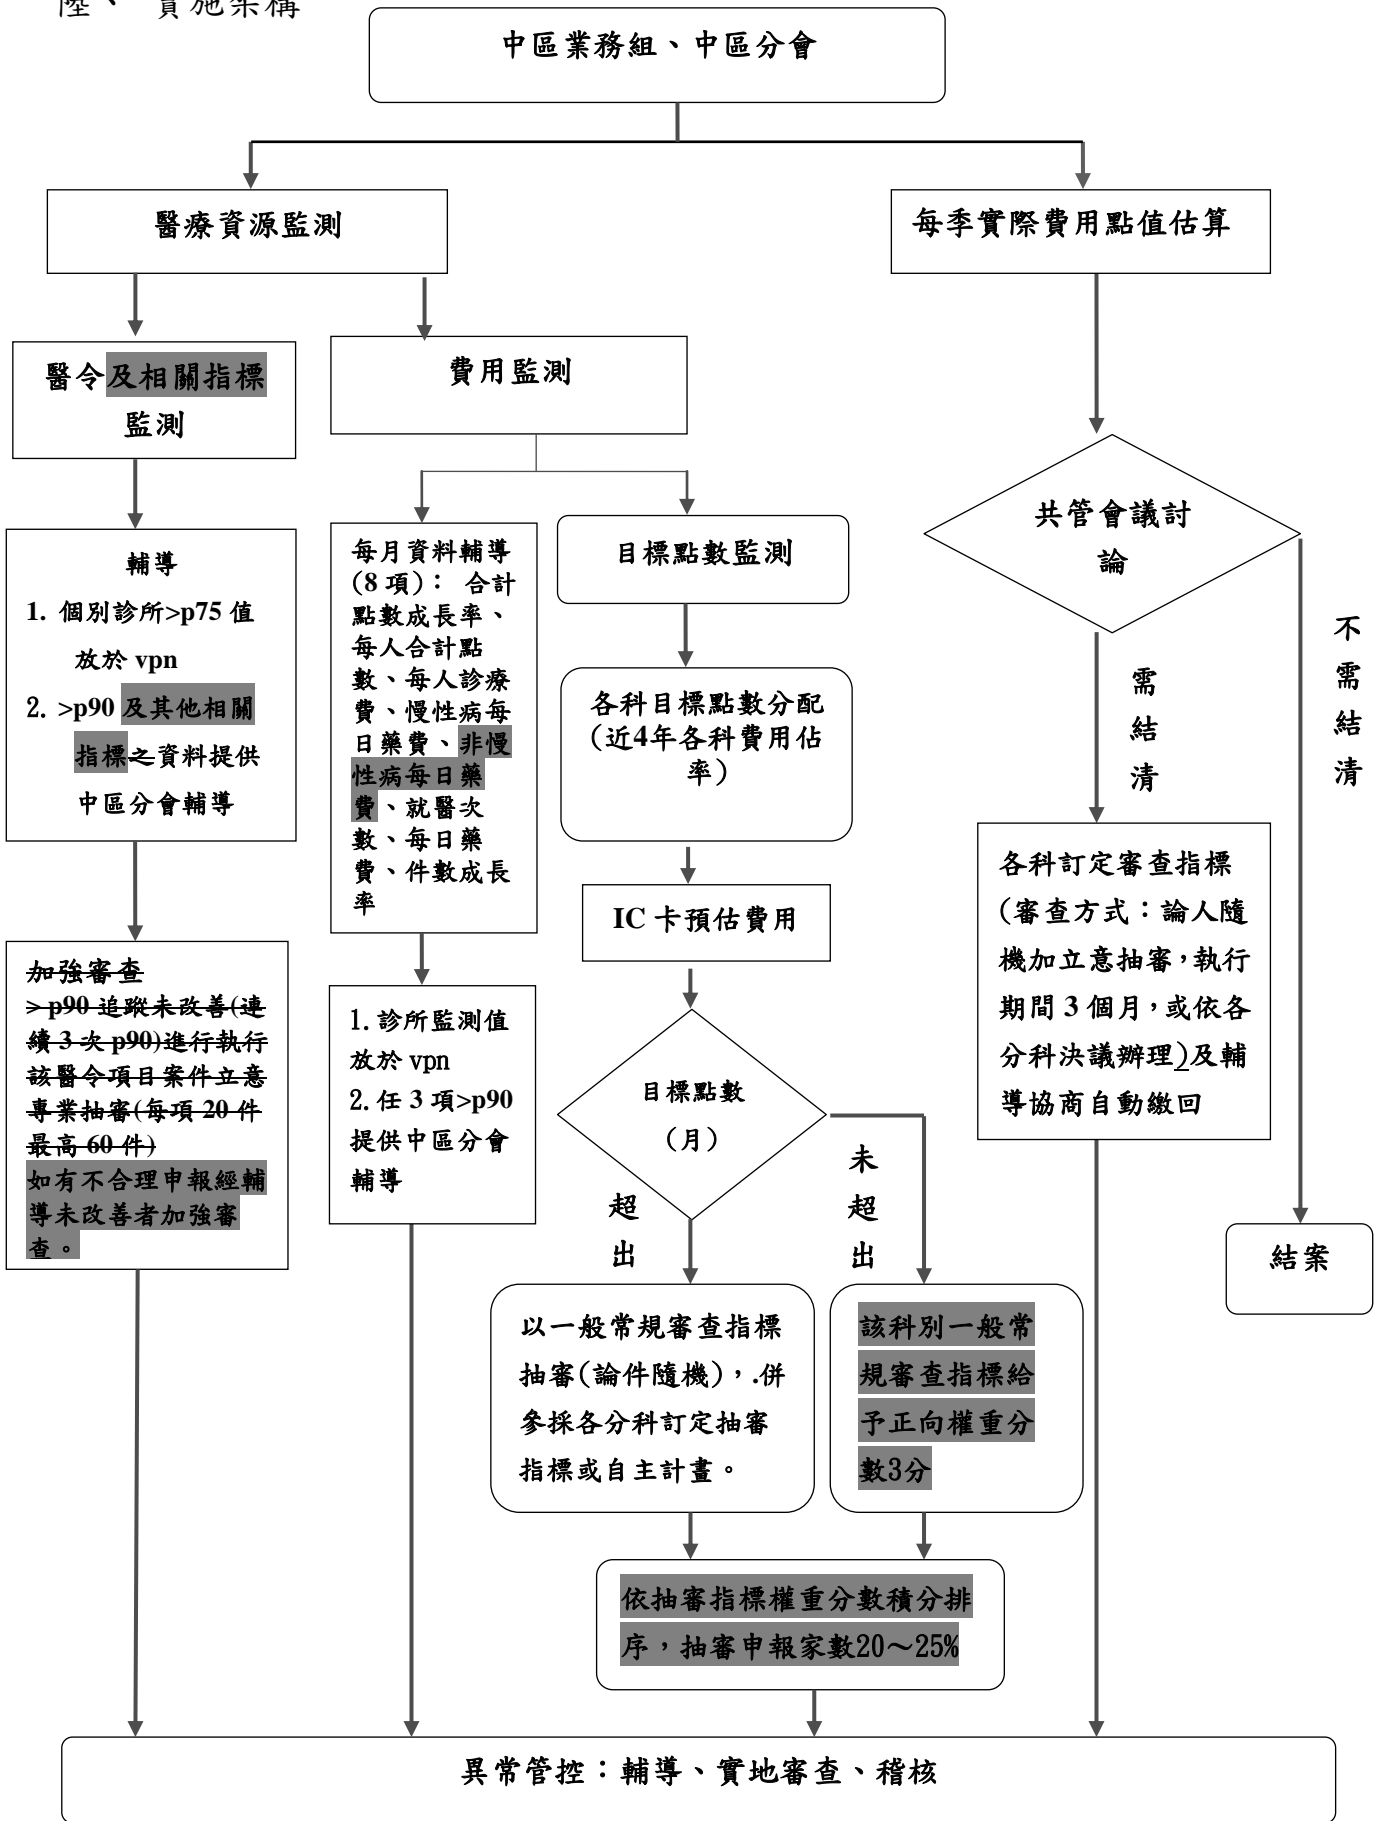 陸、 實施架構
中區業務組、中區分會
醫療資源監測
每季實際費用點值估算
醫令及相關指標
監測
費用監測
共管會議討
論
輔導
1. 個別診所>p75 值
放於 vpn
2. >p90 及其他相關
指標之資料提供
中區分會輔導
每月資料輔導
(8 項)： 合計
點數成長率、
每人合計點
數、每人診療
費、慢性病每
日藥費、非慢
性病每日藥
費、就醫次
數、每日藥
費、件數成長
率
目標點數監測
各科目標點數分配
(近4年各科費用佔
率)
IC 卡預估費用
需
結
清
不
需
結
清
加強審查
> p90 追蹤未改善(連
續 3 次 p90)進行執行
該醫令項目案件立意
專業抽審(每項 20 件
最高 60 件)
如有不合理申報經輔
導未改善者加強審
查。
1. 診所監測值
放於 vpn
2. 任 3 項>p90
提供中區分會
輔導
目標點數
(月)
超
出
未
超
出
各科訂定審查指標
(審查方式：論人隨
機加立意抽審，執行
期間 3 個月，或依各
分科決議辦理)及輔
導協商自動繳回
結案
以一般常規審查指標
抽審(論件隨機)，.併
參採各分科訂定抽審
指標或自主計畫。
該科別一般常
規審查指標給
予正向權重分
數3分
依抽審指標權重分數積分排
序，抽審申報家數20～25%
異常管控：輔導、實地審查、稽核